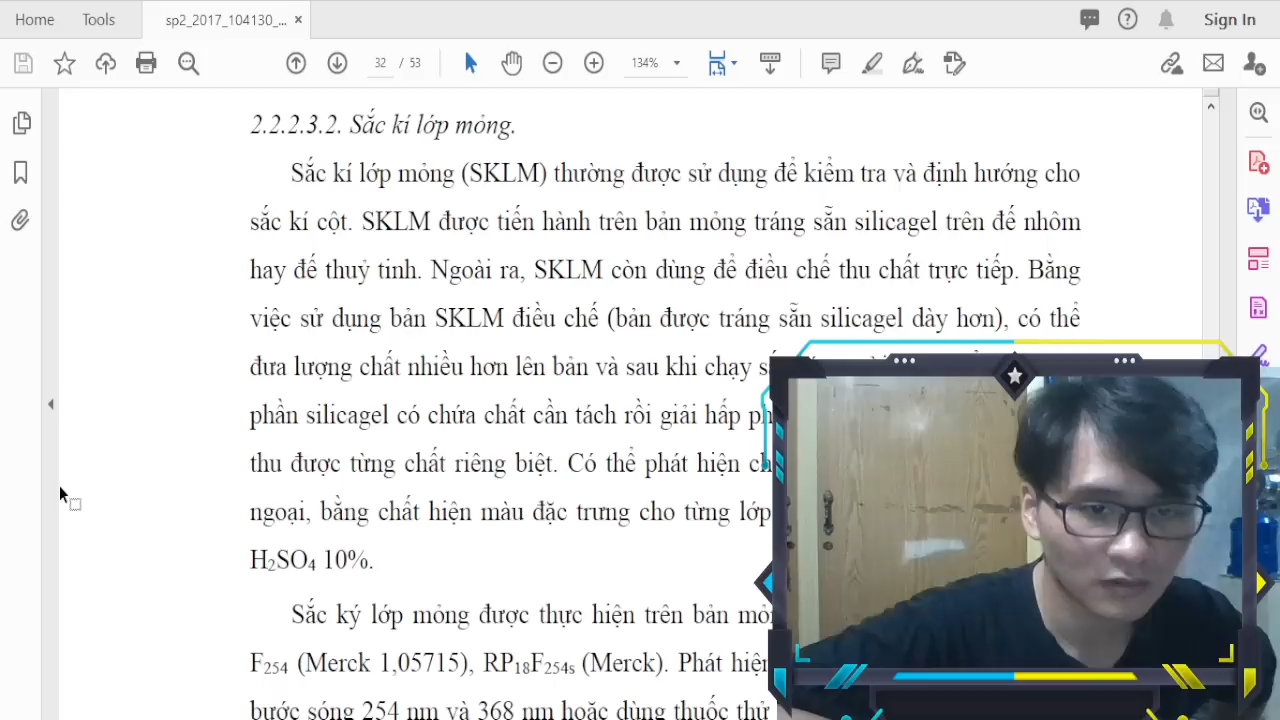 Home Tools sp2_2017_104130_... × Sign In
32 / 53 134%
2.2.2.3.2. Sắc kí lớp mỏng.
Sắc kí lớp mỏng (SKLM) thường được sử dụng để kiểm tra và định hướng cho
sắc kí cột. SKLM được tiến hành trên bản mỏng tráng sẵn silicagel trên đế nhôm
hay đế thuỷ tinh. Ngoài ra, SKLM còn dùng để điều chế thu chất trực tiếp. Bằng
việc sử dụng bản SKLM điều chế (bản được tráng sẵn silicagel dày hơn), có thể
đưa lượng chất nhiều hơn lên bản và sau khi chạy
phần silicagel có chứa chất cần tách rồi giải hấp
thu được từng chất riêng biệt. Có thể phát hiện
ngoại, bằng chất hiện màu đặc trưng cho từng lớp
H₂SO₄ 10%.
Sắc ký lớp mỏng được thực hiện trên bản
F₂₅₄ (Merck 1,05715), RP₁₈F₂₅₄ₛ (Merck). Phát hiện
bước sóng 254 nm và 368 nm hoặc dùng thuốc thử